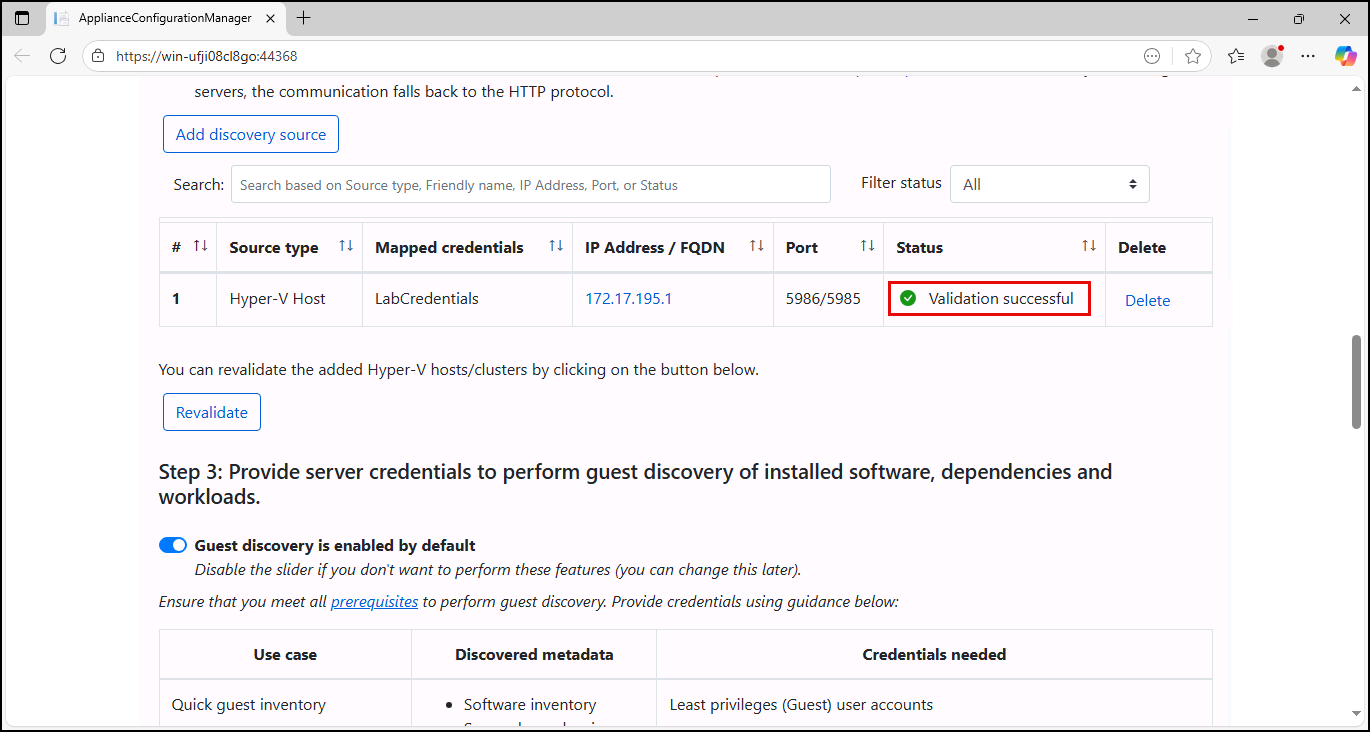 ApplianceConfigurationManager
https://win-ufji08cl8go:44368
servers, the communication falls back to the HTTP protocol.
Add discovery source
Search: Search based on Source type, Friendly name, IP Address, Port, or Status Filter status All
# Source type Mapped credentials IP Address / FQDN Port Status Delete
1 Hyper-V Host LabCredentials 172.17.195.1 5986/5985 Validation successful Delete
You can revalidate the added Hyper-V hosts/clusters by clicking on the button below.
Revalidate
Step 3: Provide server credentials to perform guest discovery of installed software, dependencies and
workloads.
Guest discovery is enabled by default
Disable the slider if you don't want to perform these features (you can change this later).
Ensure that you meet all prerequisites to perform guest discovery. Provide credentials using guidance below:
Use case Discovered metadata Credentials needed
Quick guest inventory • Software inventory Least privileges (Guest) user accounts